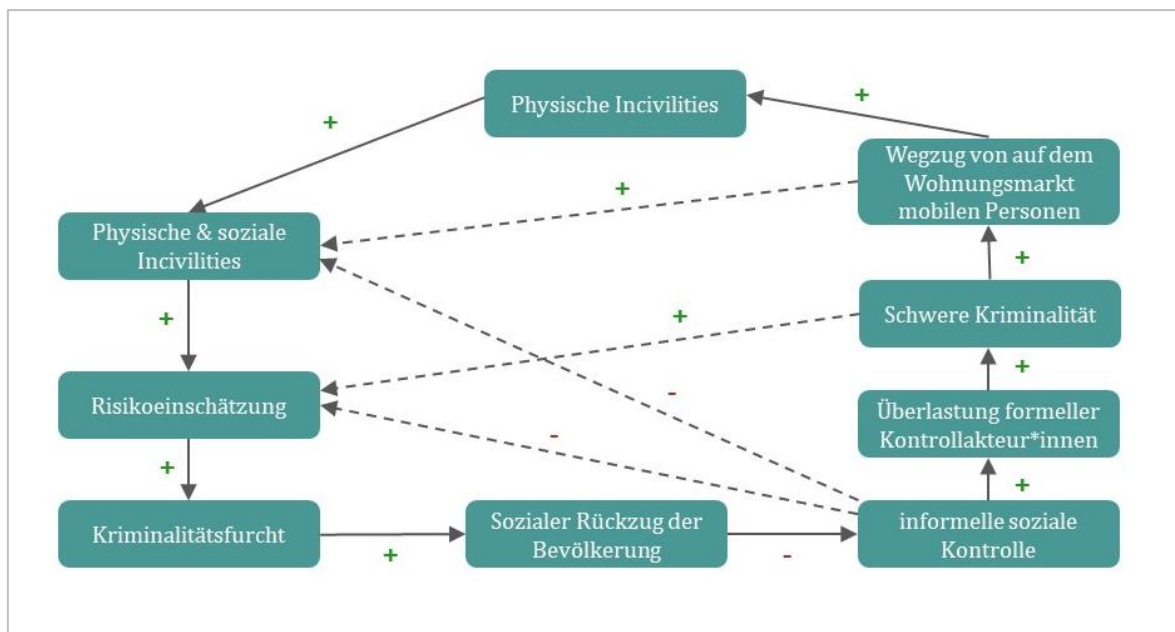 Physische Incivilities
+
+
Wegzug von auf dem
Wohnungsmarkt
mobilen Personen
+
Physische & soziale
Incivilities
+
+
+
Schwere Kriminalität
+
Risikoeinschätzung
-
Überlastung formeller
Kontrollakteur*innen
-
+
+
Kriminalitätsfurcht
+
Sozialer Rückzug der
Bevölkerung
-
informelle soziale
Kontrolle